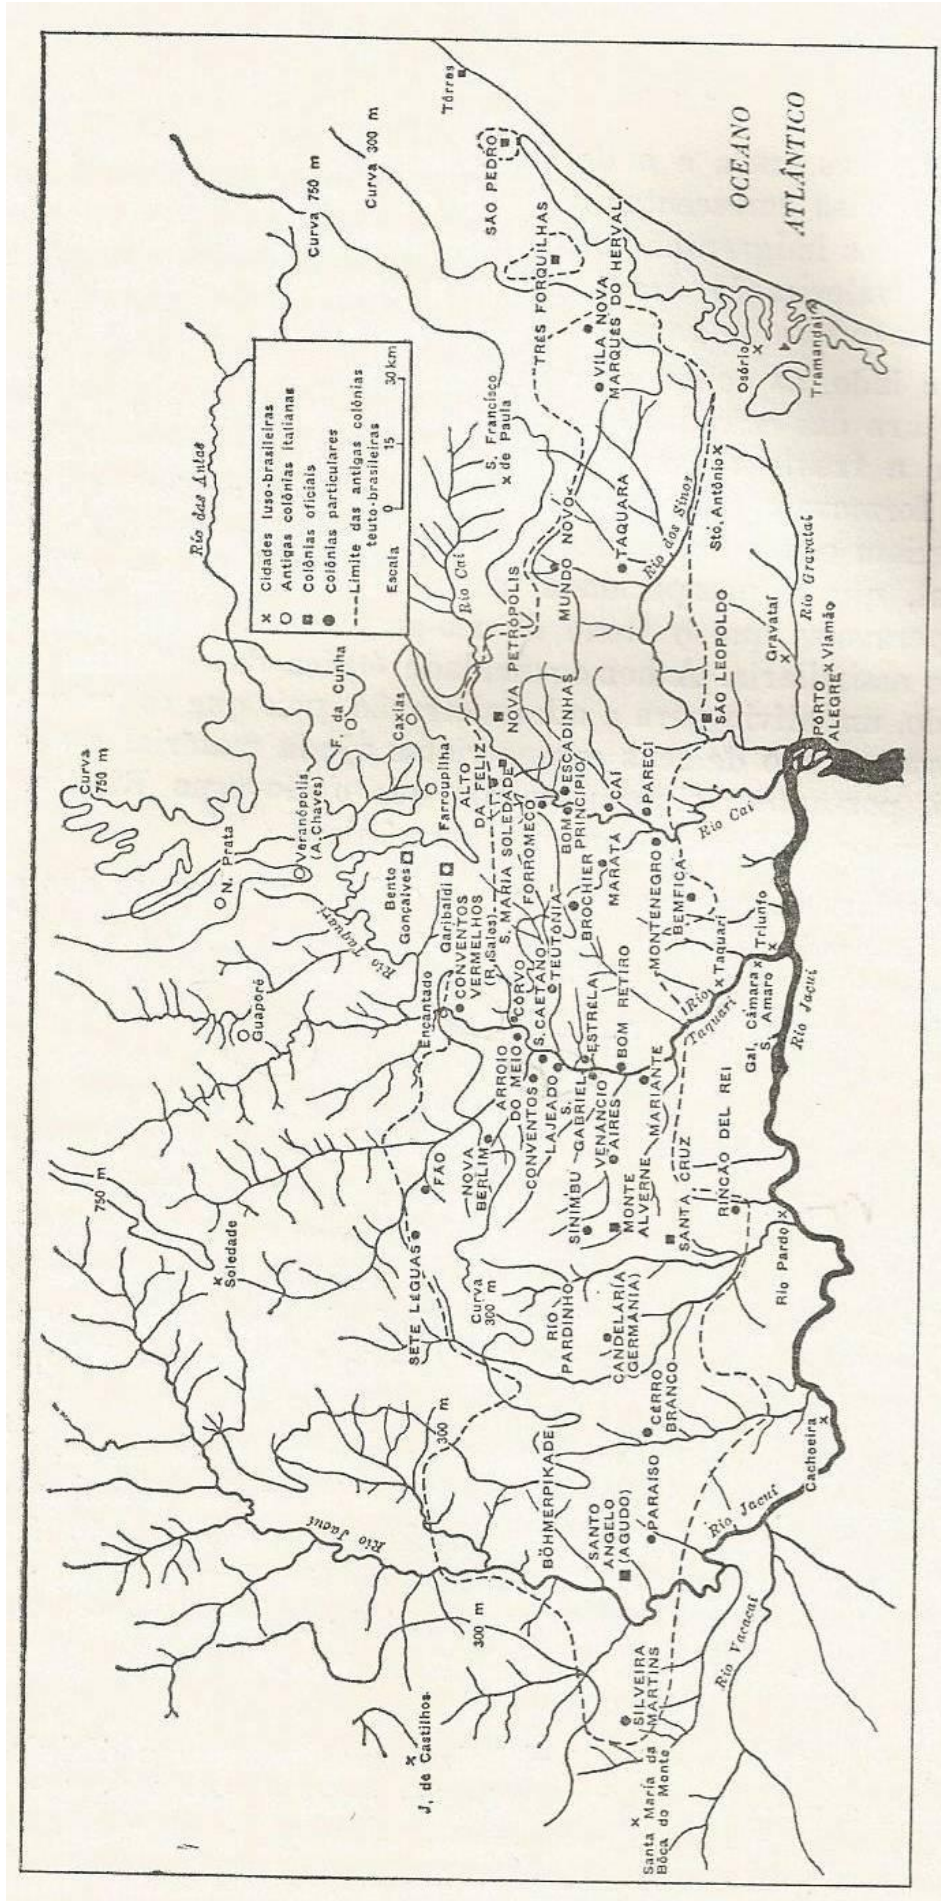 Curva
750 m
N. Prata
Veranópolis
(A. Chaves)
F. da Cunha
Caxias
Farroupilha
Bento
Gonçalves
Garibaldi
Rio
Taquari
Guaporé
Encantado
750 m
Soledade
Rio Jacuí
J. de Castilhos
Rio das Antas
Curva 750 m
Curva 300 m
Tôrres
× Cidades luso-brasileiras
○ Antigas colônias italianas
Colônias oficiais
● Colônias particulares
---Limite das antigas colônias
teuto-brasileiras
Escala
0
15
30 km
SÃO PEDRO
TRÊS FORQUILHAS
VILA NOVA
MARQUÊS DO HERVAL
OCEANO
ATLÂNTICO
Osório
Tramandaí
S. Francisco
de Paula
Rio Caí
NOVA PETRÓPOLIS
MUNDO NOVO
TAQUARA
Rio dos Sinos
Stó. Antônio
Rio Gravataí
Gravataí
SÃO LEOPOLDO
Viamão
PÔRTO
ALEGRE
ALTO
DA FELIZ
S. MARIA SOLEDADE
FORROMECO
BOM
PRINCÍPIO
ESCADINHAS
CAÍ
PARECI
Rio Caí
MARATÁ
BROCHIER
MONTENEGRO
BEMFICA
CONVENTOS
VERMELHOS
(R. Sales)
CORVO
S. CAETANO
TEUTÔNIA
ESTRÊLA
BOM RETIRO
Rio
Taquari
Taquari
Triunfo
Gal. Câmara
S. Amaro
Rio Jacuí
ARROIO
DO MEIO
CONVENTOS
LAJEADO
S.
GABRIEL
VENÂNCIO
AIRES
MARIANTE
FÃO
NOVA
BERLIM
SINIMBU
MONTE
ALVERNE
SANTA CRUZ
RINCÃO DEL REI
Rio Pardo
SETE LÉGUAS
Curva
300 m
RIO
PARDINHO
CANDELÁRIA
(GERMÂNIA)
CÊRRO
BRANCO
300 m
BÖHMERPIKADE
SANTO
ANGELO
(AGUDO)
PARAISO
Rio Jacuí
Cachoeira
300 m
SILVEIRA
MARTINS
Rio Vacacaí
Santa Maria da
Bôca do Monte